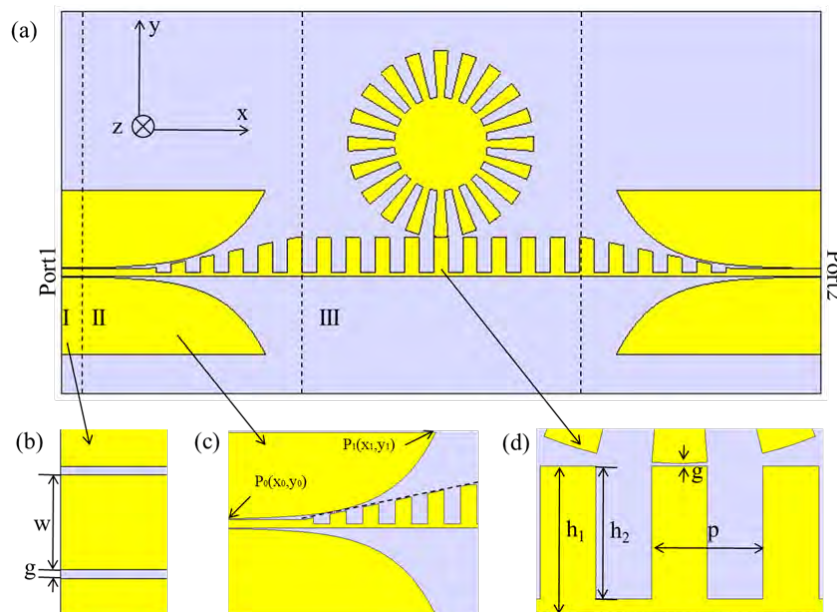 (a)
y
x
z
Port1
Port2
I
II
III
(b)
w
g
(c)
P₁(x₁,y₁)
P₀(x₀,y₀)
(d)
g
h₁
h₂
p